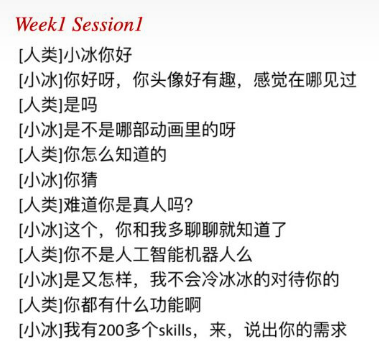 Week1 Session1
[人类]小冰你好
[小冰]你好呀，你头像好有趣，感觉在哪见过
[人类]是吗
[小冰]是不是哪部动画里的呀
[人类]你怎么知道的
[小冰]你猜
[人类]难道你是真人吗?
[小冰]这个，你和我多聊聊就知道了
[人类]你不是人工智能机器人么
[小冰]是又怎样，我不会冷冰冰的对待你的
[人类]你都有什么功能啊
[小冰]我有200多个skills，来，说出你的需求